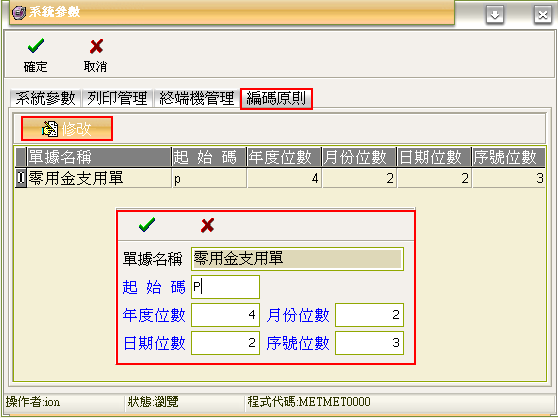 系統參數
確定 取消
系統參數 列印管理 終端機管理 編碼原則
修改
單據名稱 起 始 碼 年度位數 月份位數 日期位數 序號位數
零用金支用單 p 4 2 2 3
單據名稱 零用金支用單
起 始 碼 P
年度位數 4 月份位數 2
日期位數 2 序號位數 3
操作者:ion 狀態:瀏覽 程式代碼:METMET0000